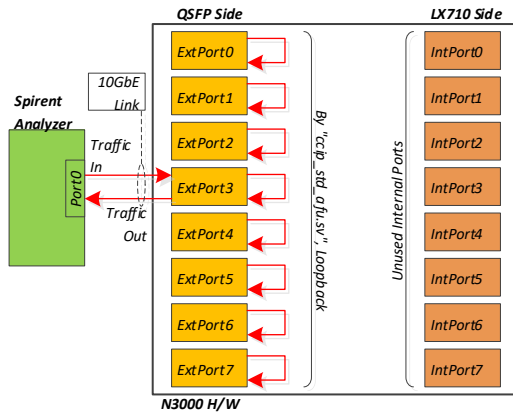 QSFP Side
LX710 Side
ExtPort0
ExtPort1
ExtPort2
ExtPort3
ExtPort4
ExtPort5
ExtPort6
ExtPort7
By "ccip_std_afu.sv", Loopback
Unused Internal Ports
IntPort0
IntPort1
IntPort2
IntPort3
IntPort4
IntPort5
IntPort6
IntPort7
10GbE
Link
Spirent
Analyzer
Port0
Traffic
In
Traffic
Out
N3000 H/W